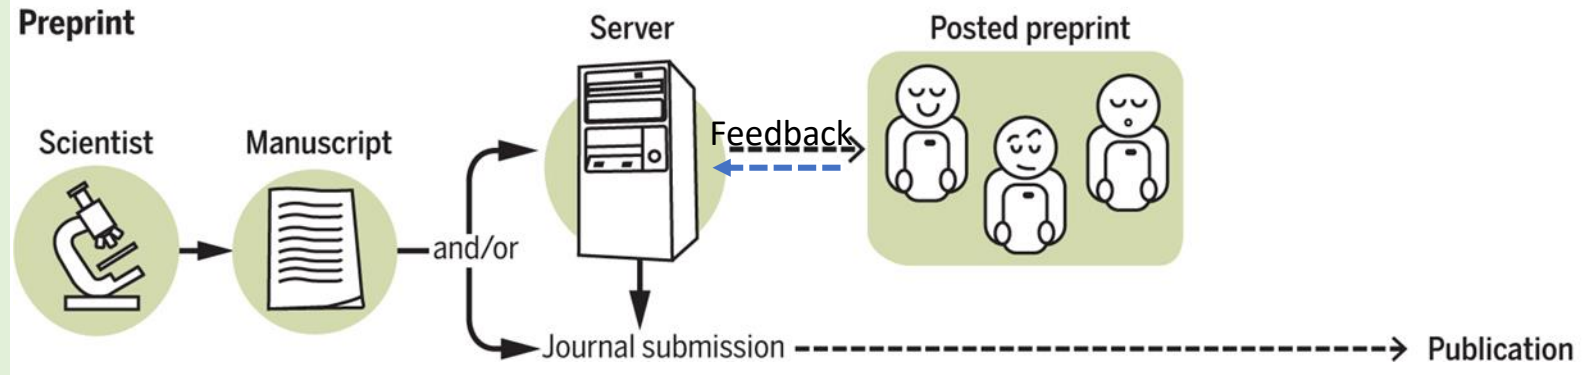 Preprint
Server
Posted preprint
Feedback
Scientist
Manuscript
and/or
Journal submission
Publication